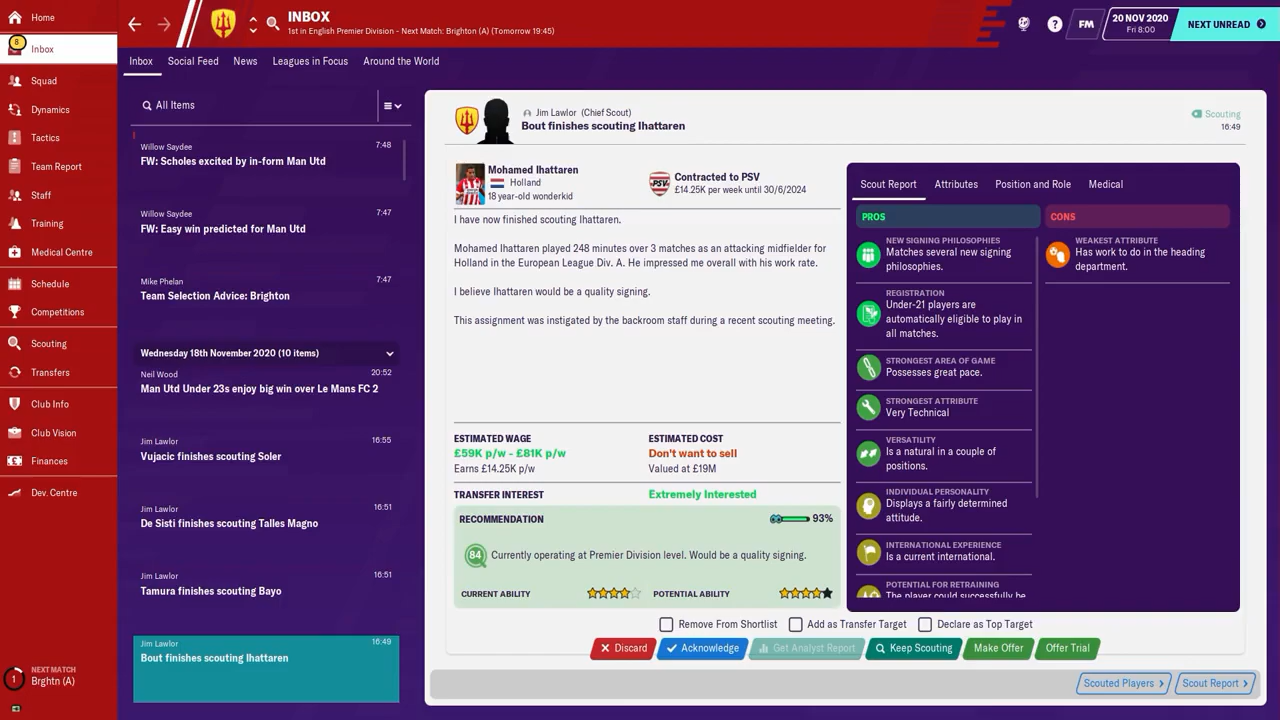 Home
8
Inbox
Squad
Dynamics
Tactics
Team Report
Staff
Training
Medical Centre
Schedule
Competitions
Scouting
Transfers
Club Info
Club Vision
Finances
Dev. Centre
1
NEXT MATCH
Brghtn (A)
INBOX
1st in English Premier Division - Next Match: Brighton (A) (Tomorrow 19:45)
?
FM
20 NOV 2020
Fri 8:00
NEXT UNREAD
Inbox
Social Feed
News
Leagues in Focus
Around the World
All Items
Willow Saydee
7:48
FW: Scholes excited by in-form Man Utd
Willow Saydee
7:47
FW: Easy win predicted for Man Utd
Mike Phelan
7:47
Team Selection Advice: Brighton
Wednesday 18th November 2020 (10 items)
Neil Wood
20:52
Man Utd Under 23s enjoy big win over Le Mans FC 2
Jim Lawlor
16:55
Vujacic finishes scouting Soler
Jim Lawlor
16:51
De Sisti finishes scouting Talles Magno
Jim Lawlor
16:51
Tamura finishes scouting Bayo
Jim Lawlor
16:49
Bout finishes scouting Ihattaren
Jim Lawlor (Chief Scout)
Bout finishes scouting Ihattaren
Scouting
16:49
Mohamed Ihattaren
Holland
18 year-old wonderkid
PSV
Contracted to PSV
£14.25K per week until 30/6/2024
I have now finished scouting Ihattaren.
Mohamed Ihattaren played 248 minutes over 3 matches as an attacking midfielder for
Holland in the European League Div. A. He impressed me overall with his work rate.
I believe Ihattaren would be a quality signing.
This assignment was instigated by the backroom staff during a recent scouting meeting.
ESTIMATED WAGE
£59K p/w - £81K p/w
Earns £14.25K p/w
ESTIMATED COST
Don't want to sell
Valued at £19M
TRANSFER INTEREST
Extremely Interested
RECOMMENDATION
93%
84
Currently operating at Premier Division level. Would be a quality signing.
CURRENT ABILITY
POTENTIAL ABILITY
Scout Report
Attributes
Position and Role
Medical
PROS
NEW SIGNING PHILOSOPHIES
Matches several new signing
philosophies.
REGISTRATION
Under-21 players are
automatically eligible to play in
all matches.
STRONGEST AREA OF GAME
Possesses great pace.
STRONGEST ATTRIBUTE
Very Technical
VERSATILITY
Is a natural in a couple of
positions.
INDIVIDUAL PERSONALITY
Displays a fairly determined
attitude.
INTERNATIONAL EXPERIENCE
Is a current international.
POTENTIAL FOR RETRAINING
The player could successfully be
CONS
WEAKEST ATTRIBUTE
Has work to do in the heading
department.
Remove From Shortlist
Add as Transfer Target
Declare as Top Target
Discard
Acknowledge
Get Analyst Report
Keep Scouting
Make Offer
Offer Trial
Scouted Players
Scout Report